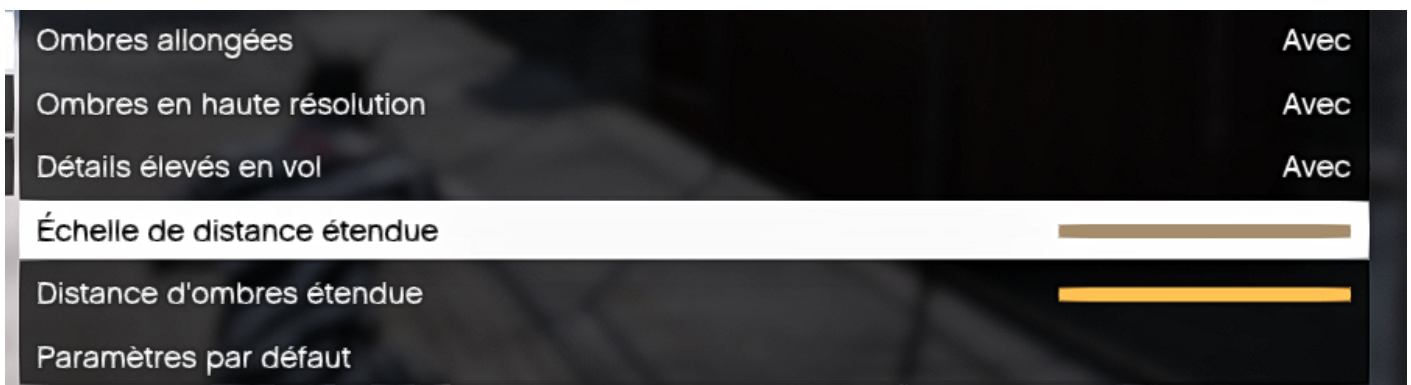 Ombres allongées Avec
Ombres en haute résolution Avec
Détails élevés en vol Avec
Échelle de distance étendue
Distance d'ombres étendue
Paramètres par défaut